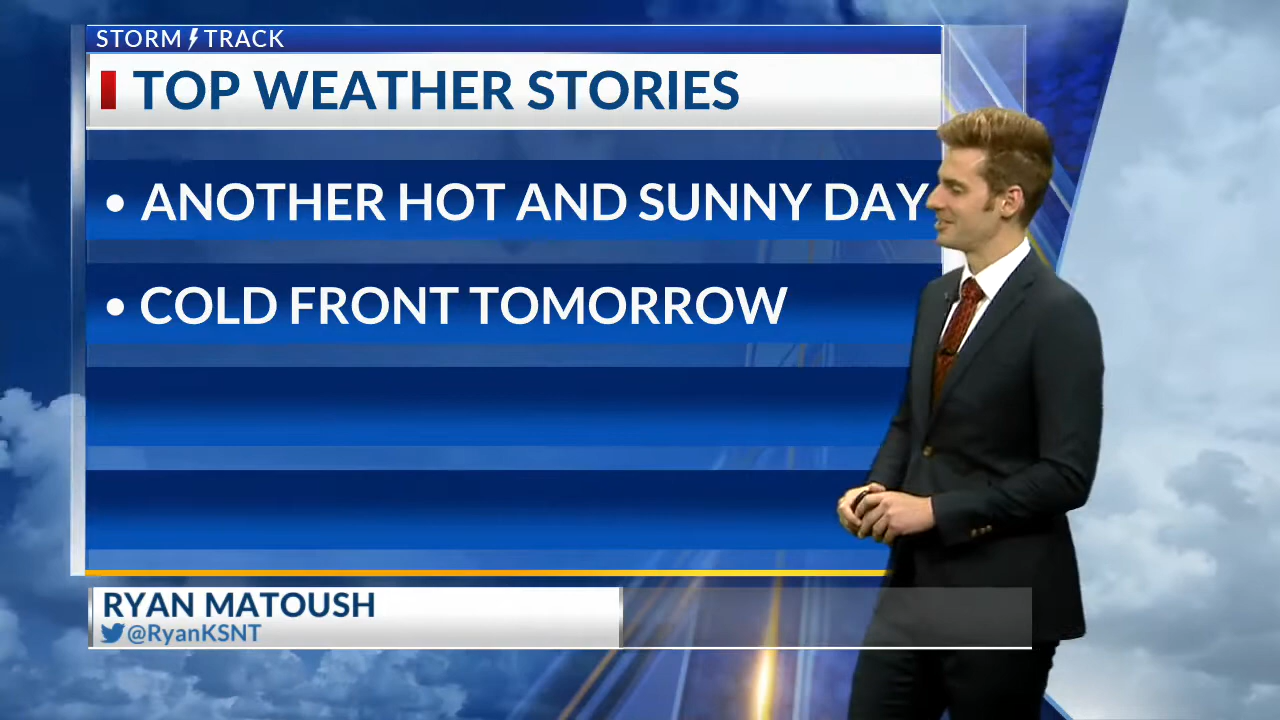 STORM TRACK
TOP WEATHER STORIES
• ANOTHER HOT AND SUNNY DAY
• COLD FRONT TOMORROW
RYAN MATOUSH
@RyanKSNT